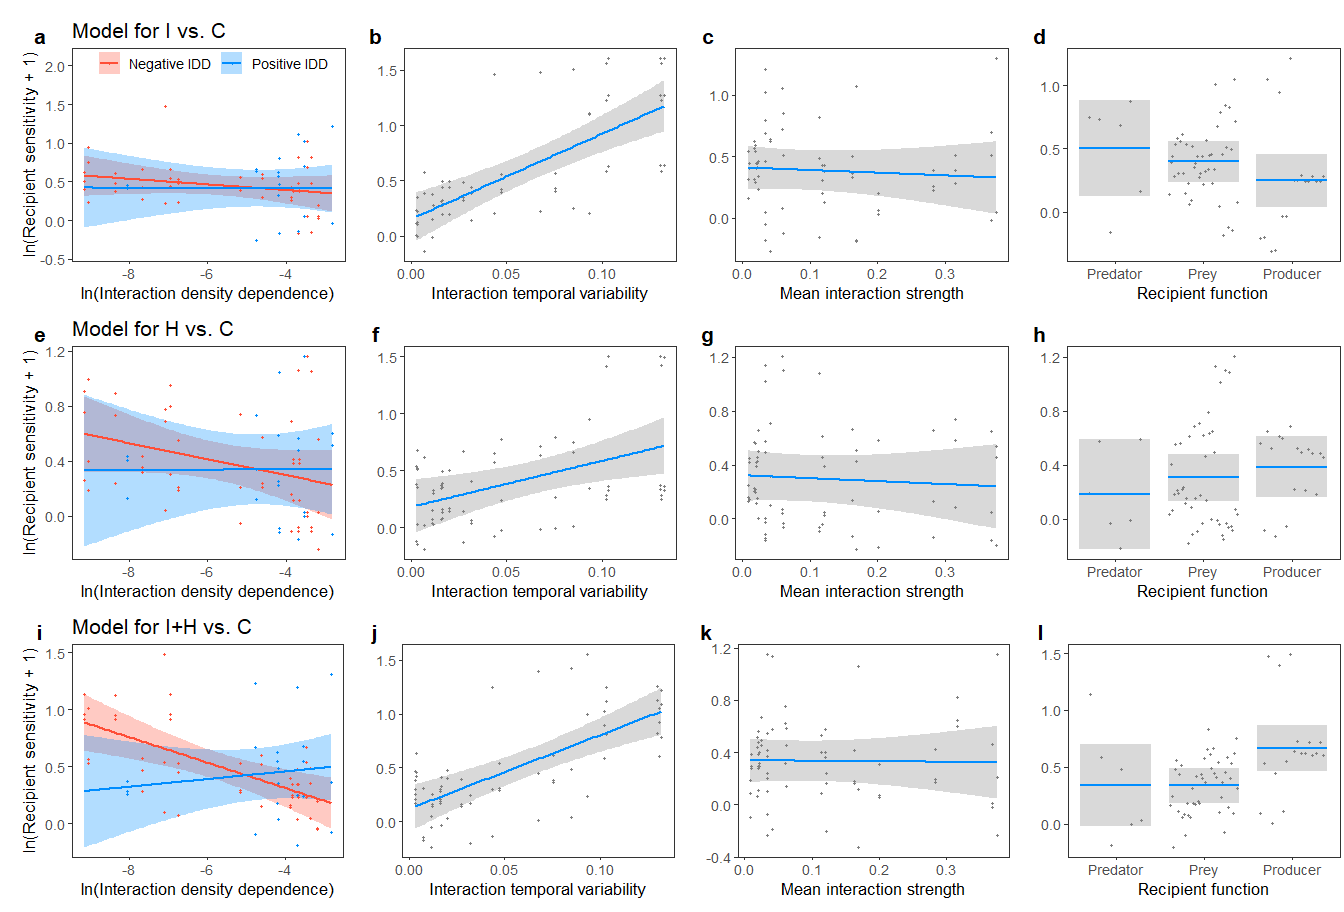 a Model for I vs. C b c d
ln(Recipient sensitivity + 1)
Negative IDD Positive IDD
2.0 1.5 1.0 0.5 0.0 -0.5
-8 -6 -4
ln(Interaction density dependence)
1.5 1.0 0.5 0.0
0.00 0.05 0.10
Interaction temporal variability
1.0 0.5 0.0
0.0 0.1 0.2 0.3
Mean interaction strength
1.0 0.5 0.0
Predator Prey Producer
Recipient function
e Model for H vs. C f g h
ln(Recipient sensitivity + 1)
1.2 0.8 0.4 0.0
-8 -6 -4
ln(Interaction density dependence)
1.5 1.0 0.5 0.0
0.00 0.05 0.10
Interaction temporal variability
1.2 0.8 0.4 0.0
0.0 0.1 0.2 0.3
Mean interaction strength
1.2 0.8 0.4 0.0
Predator Prey Producer
Recipient function
i Model for I+H vs. C j k l
ln(Recipient sensitivity + 1)
1.5 1.0 0.5 0.0
-8 -6 -4
ln(Interaction density dependence)
1.5 1.0 0.5 0.0
0.00 0.05 0.10
Interaction temporal variability
1.2 0.8 0.4 0.0 -0.4
0.0 0.1 0.2 0.3
Mean interaction strength
1.5 1.0 0.5 0.0
Predator Prey Producer
Recipient function